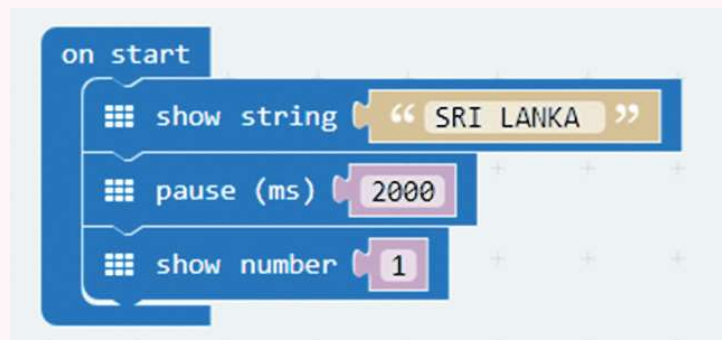 on start
show string “ SRI LANKA ”
pause (ms) 2000
show number 1